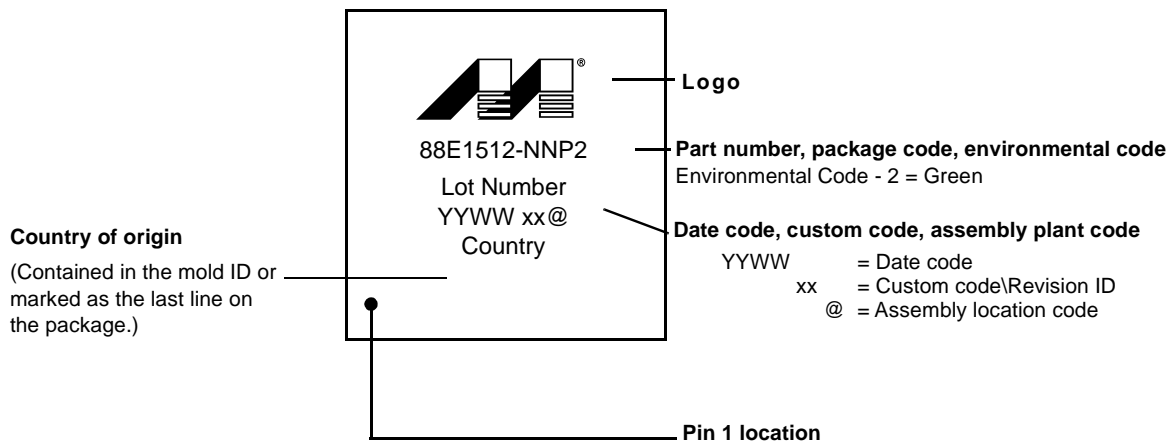 ®
Logo
88E1512-NNP2
Part number, package code, environmental code
Environmental Code - 2 = Green
Lot Number
YYWW xx@
Country
Date code, custom code, assembly plant code
YYWW = Date code
xx = Custom code\Revision ID
@ = Assembly location code
Country of origin
(Contained in the mold ID or
marked as the last line on
the package.)
Pin 1 location